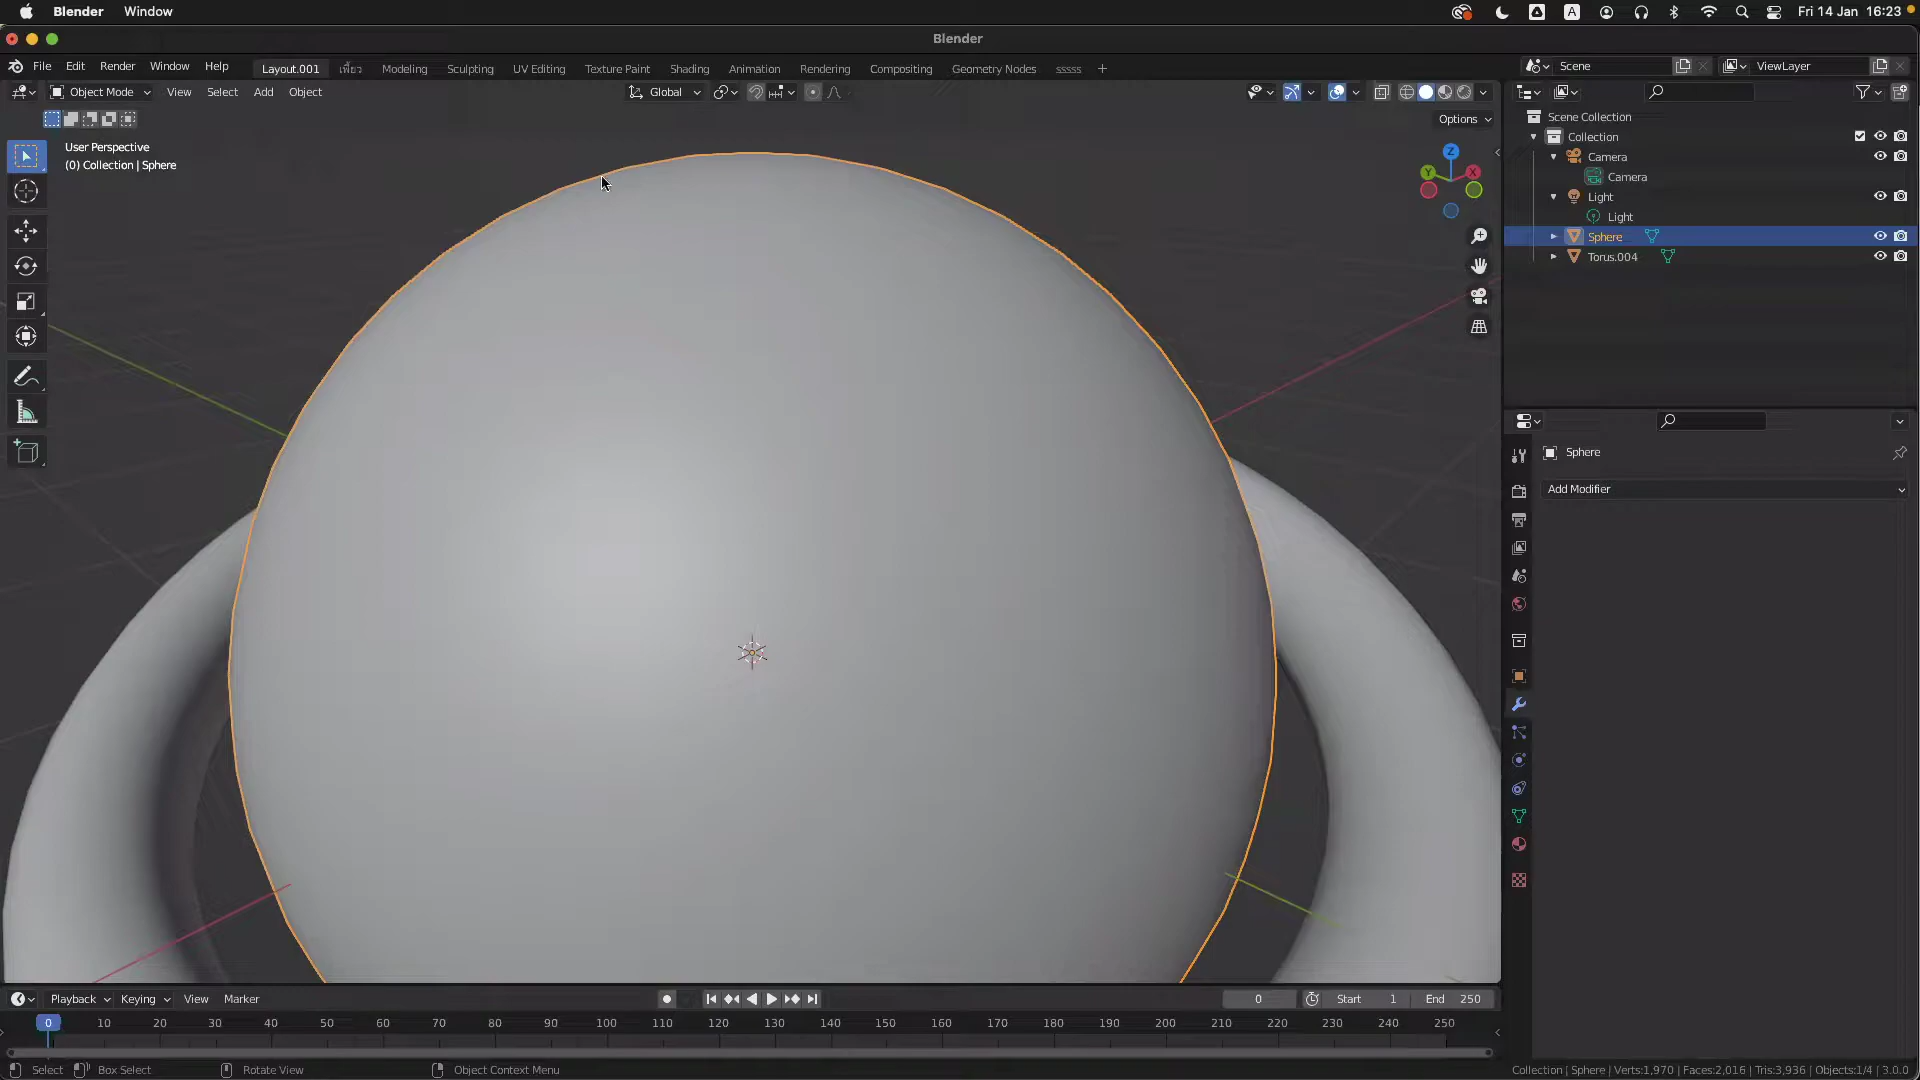 Blender Window
A
Fri 14 Jan 16:23
Blender
File Edit Render Window Help
Layout.001 เพี้ยว Modeling Sculpting UV Editing Texture Paint Shading Animation Rendering Compositing Geometry Nodes sssss +
Scene
ViewLayer
Object Mode View Select Add Object
Global
Options
User Perspective
(0) Collection | Sphere
Z
Y
X
Scene Collection
Collection
Camera
Camera
Light
Light
Sphere
Torus.004
Sphere
Add Modifier
Playback Keying View Marker
0
Start 1
End 250
0 10 20 30 40 50 60 70 80 90 100 110 120 130 140 150 160 170 180 190 200 210 220 230 240 250
Select Box Select Rotate View Object Context Menu
Collection | Sphere | Verts:1,970 | Faces:2,016 | Tris:3,936 | Objects:1/4 | 3.0.0